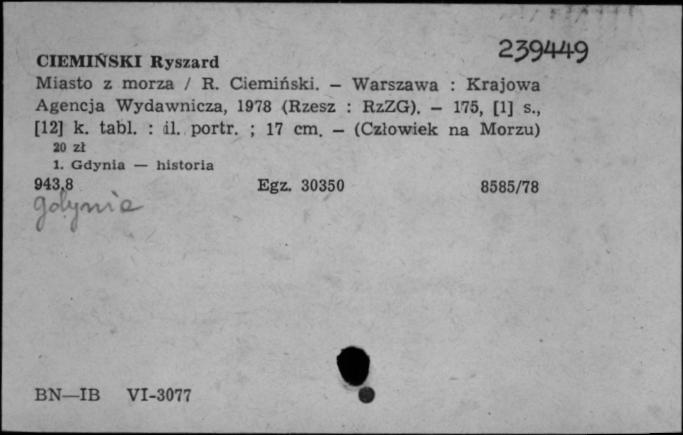 239449
CIEMIŃSKI Ryszard
Miasto z morza / R. Ciemiński. — Warszawa : Krajowa
Agencja Wydawnicza, 1978 (Rzesz : RzZG). — 175, [1] s.,
[12] k. tabl. : il. portr. ; 17 cm. — (Człowiek na Morzu)
20 zł
1. Gdynia — historia
943.8 Egz. 30350 8585/78
gdynia
BN—IB VI-3077